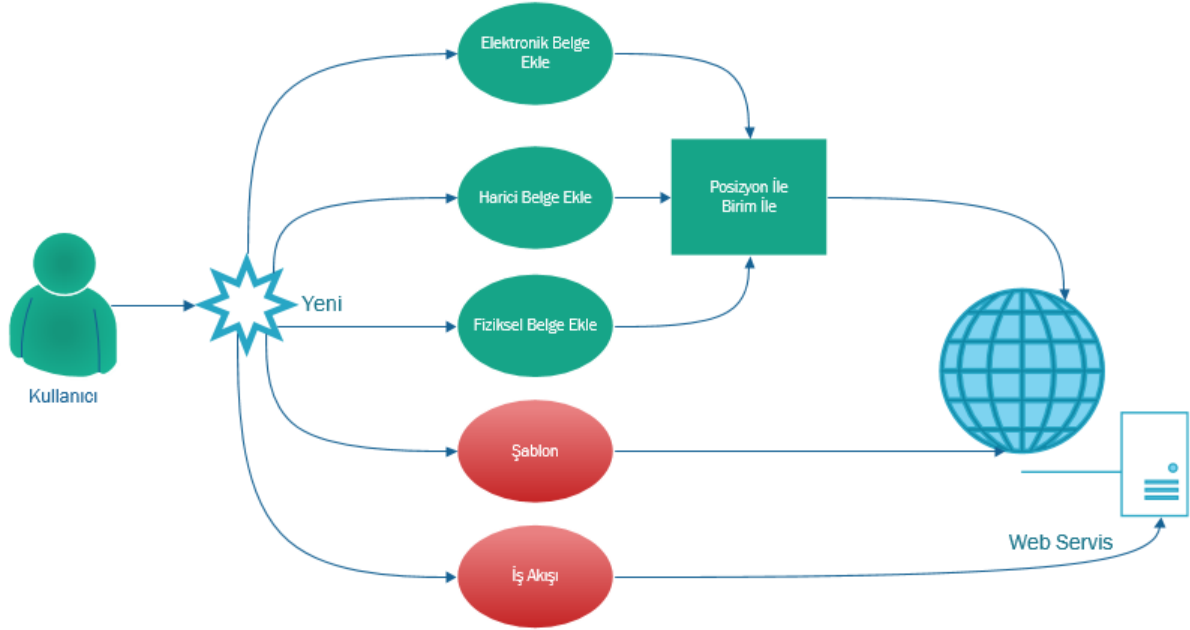 Elektronik Belge
Ekle
Harici Belge Ekle
Posizyon İle
Birim İle
Yeni
Fiziksel Belge Ekle
Kullanıcı
Şablon
Web Servis
İş Akışı